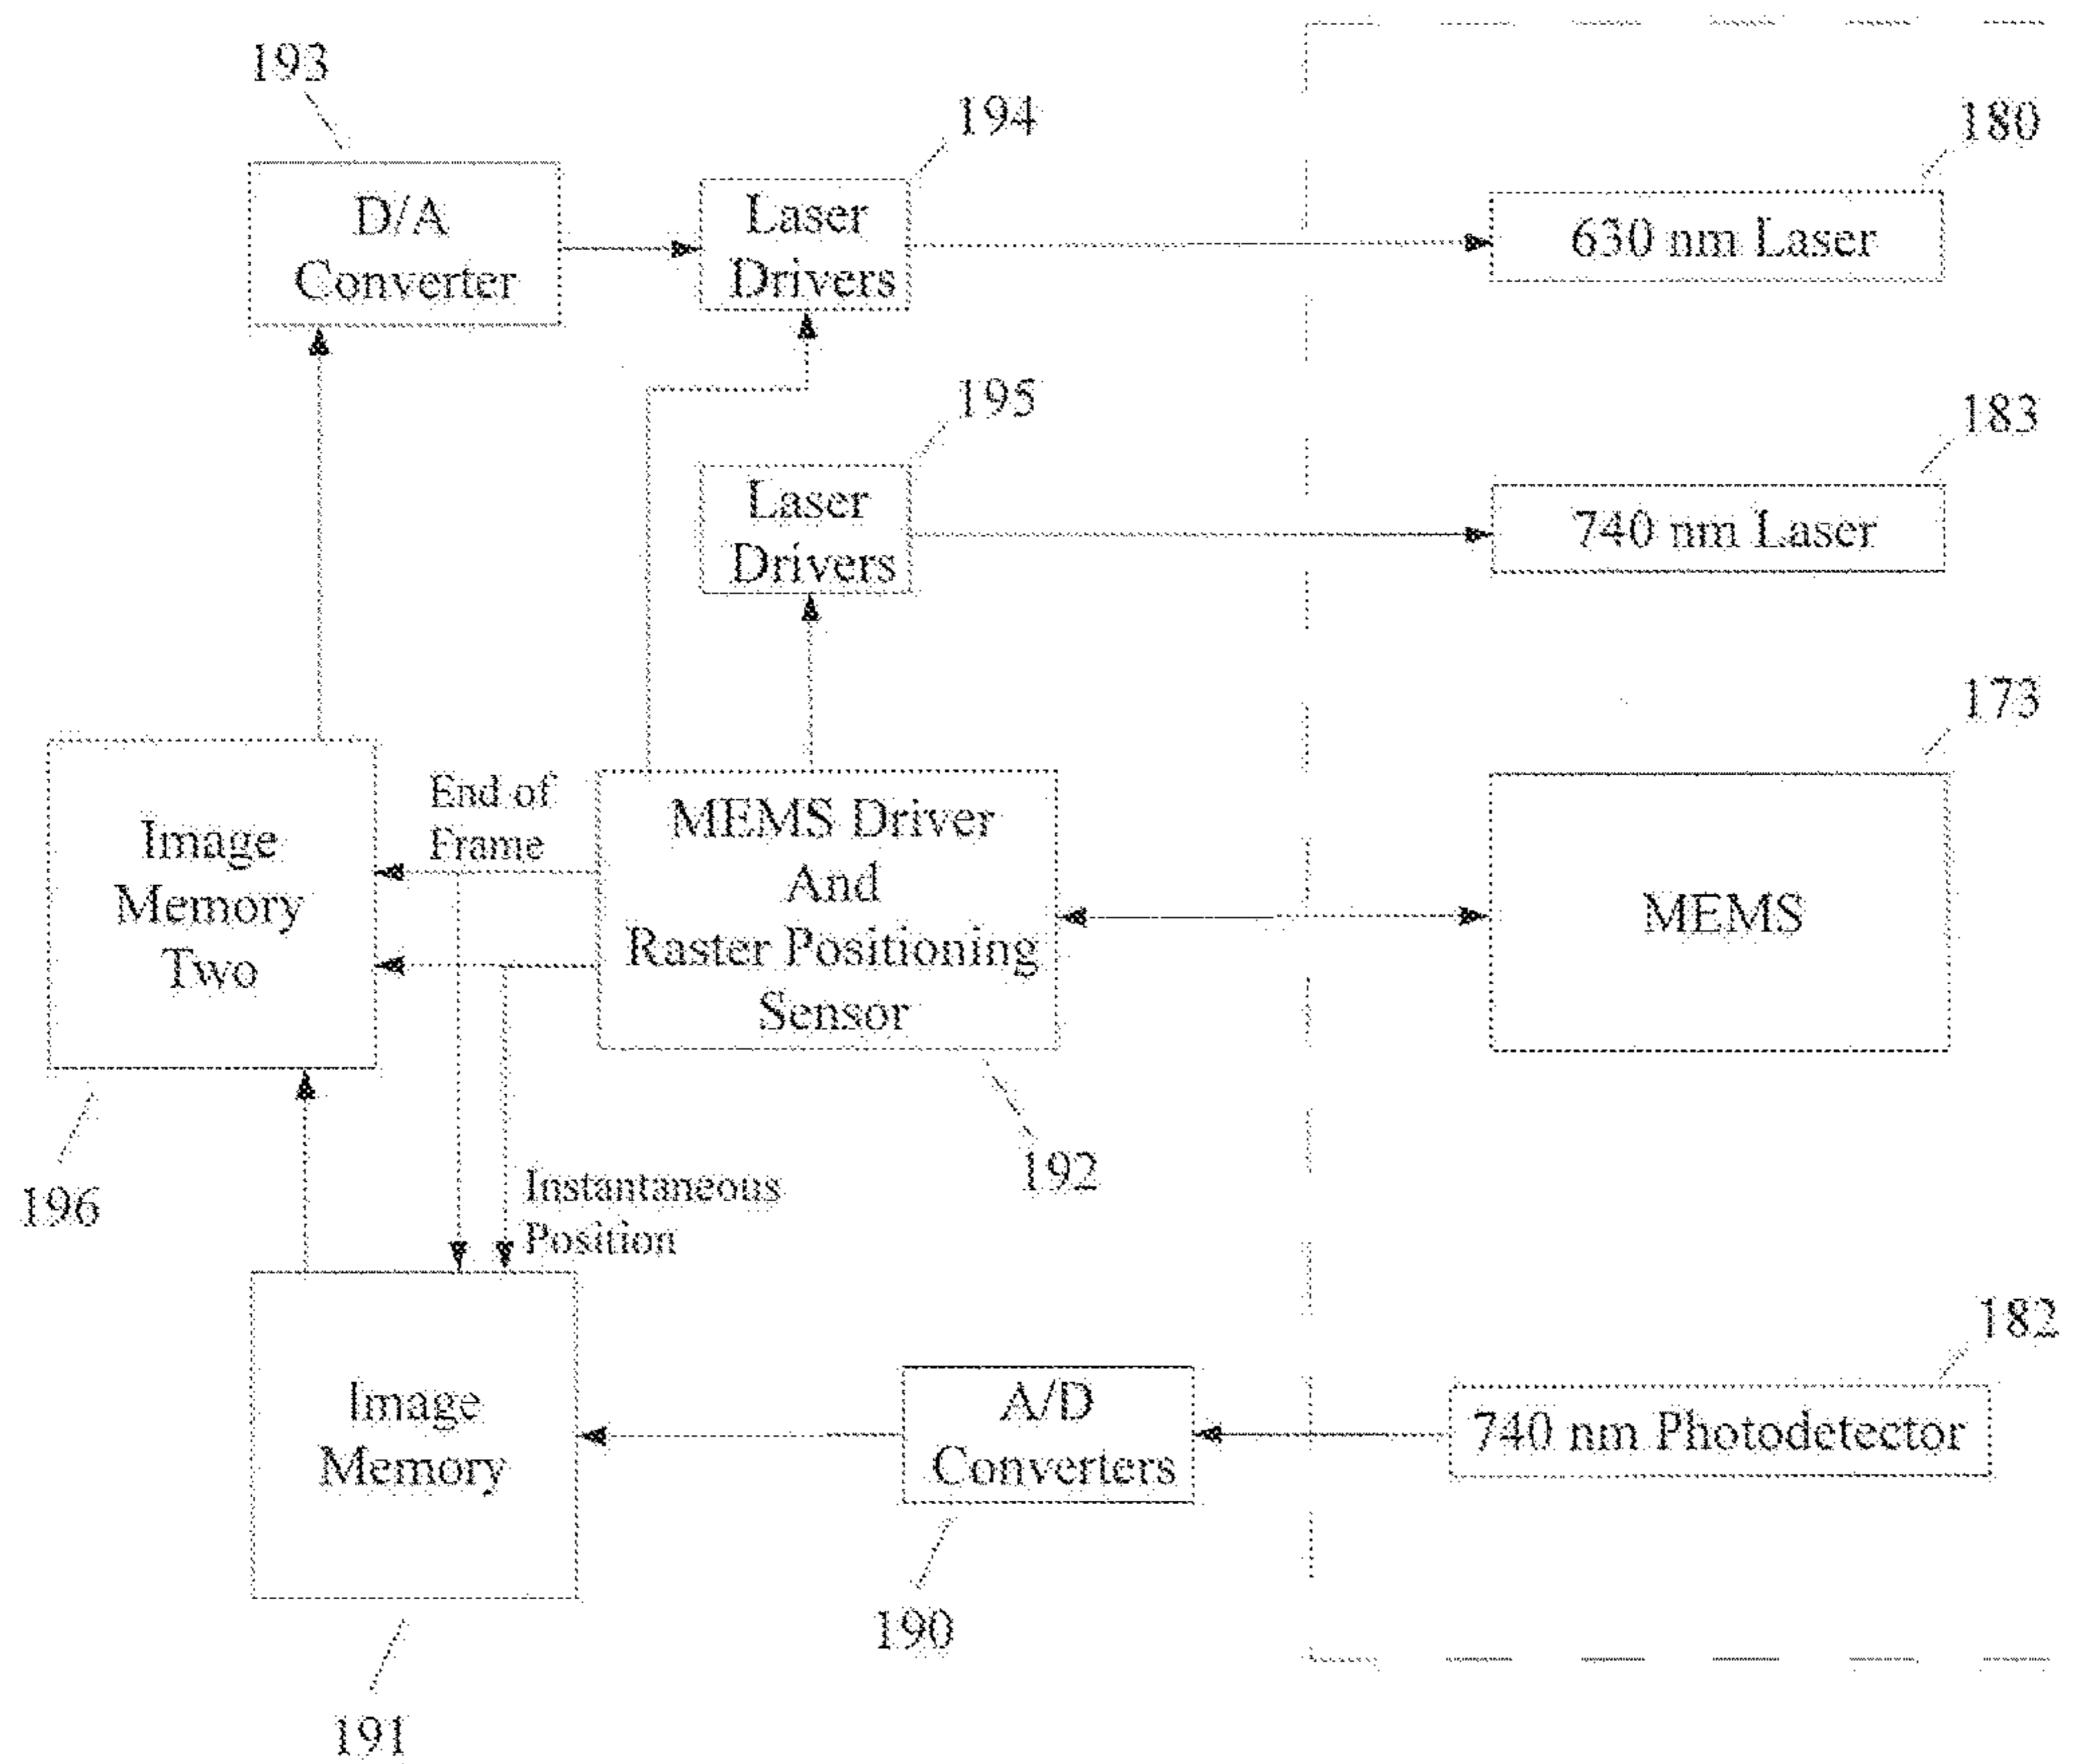 193
194
180
D/A
Converter
Laser
Drivers
630 nm Laser
195
183
Laser
Drivers
740 nm Laser
173
End of
Frame
Image
Memory
Two
MEMS Driver
And
Raster Positioning
Sensor
MEMS
196
192
Instantaneous
Position
182
Image
Memory
A/D
Converters
740 nm Photodetector
190
191